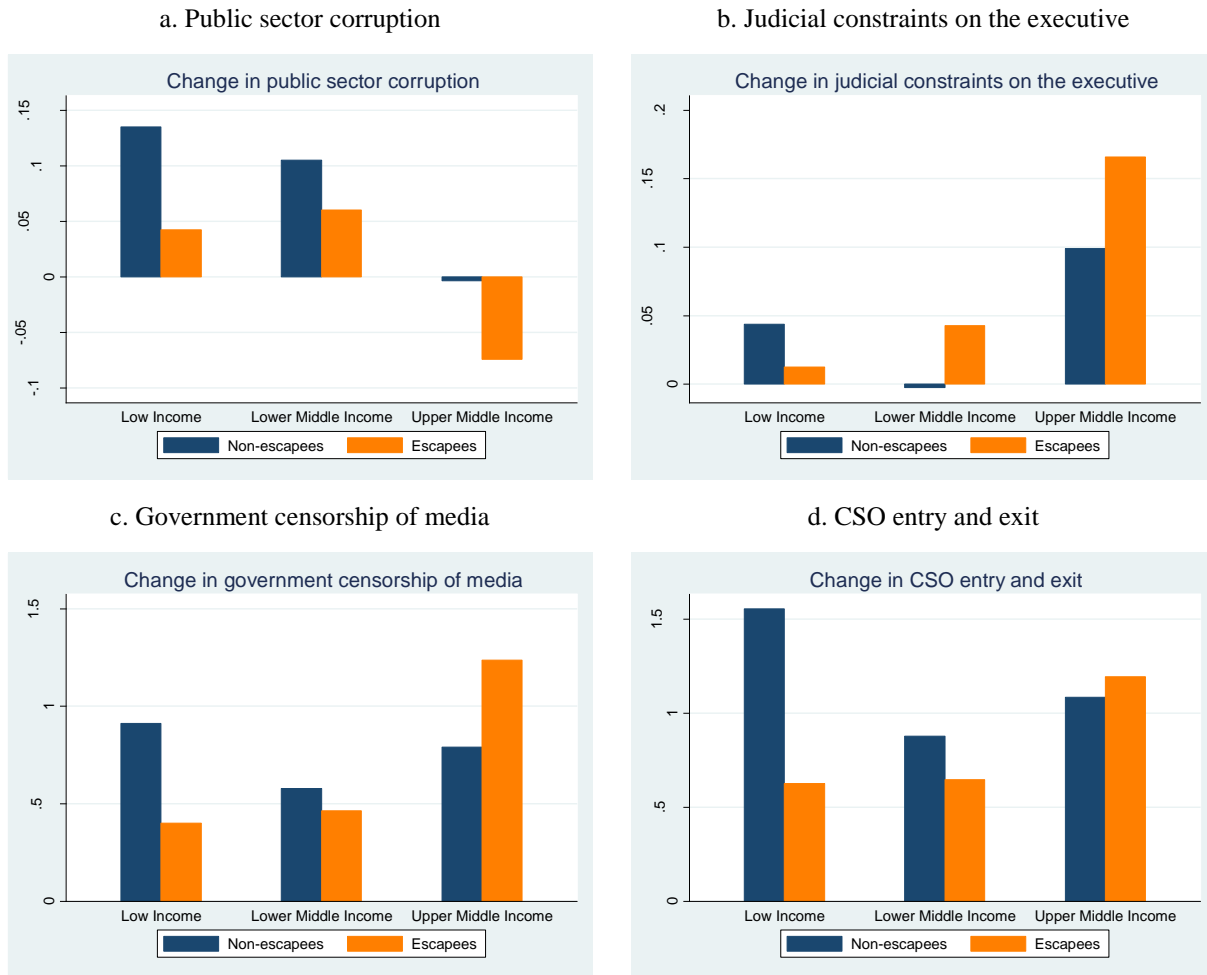 a. Public sector corruption
Change in public sector corruption
.15
.1
.05
0
-.05
-.1
Low Income Lower Middle Income Upper Middle Income
Non-escapees Escapees
b. Judicial constraints on the executive
Change in judicial constraints on the executive
.2
.15
.1
.05
0
Low Income Lower Middle Income Upper Middle Income
Non-escapees Escapees
c. Government censorship of media
Change in government censorship of media
1.5
1
.5
0
Low Income Lower Middle Income Upper Middle Income
Non-escapees Escapees
d. CSO entry and exit
Change in CSO entry and exit
1.5
1
.5
0
Low Income Lower Middle Income Upper Middle Income
Non-escapees Escapees